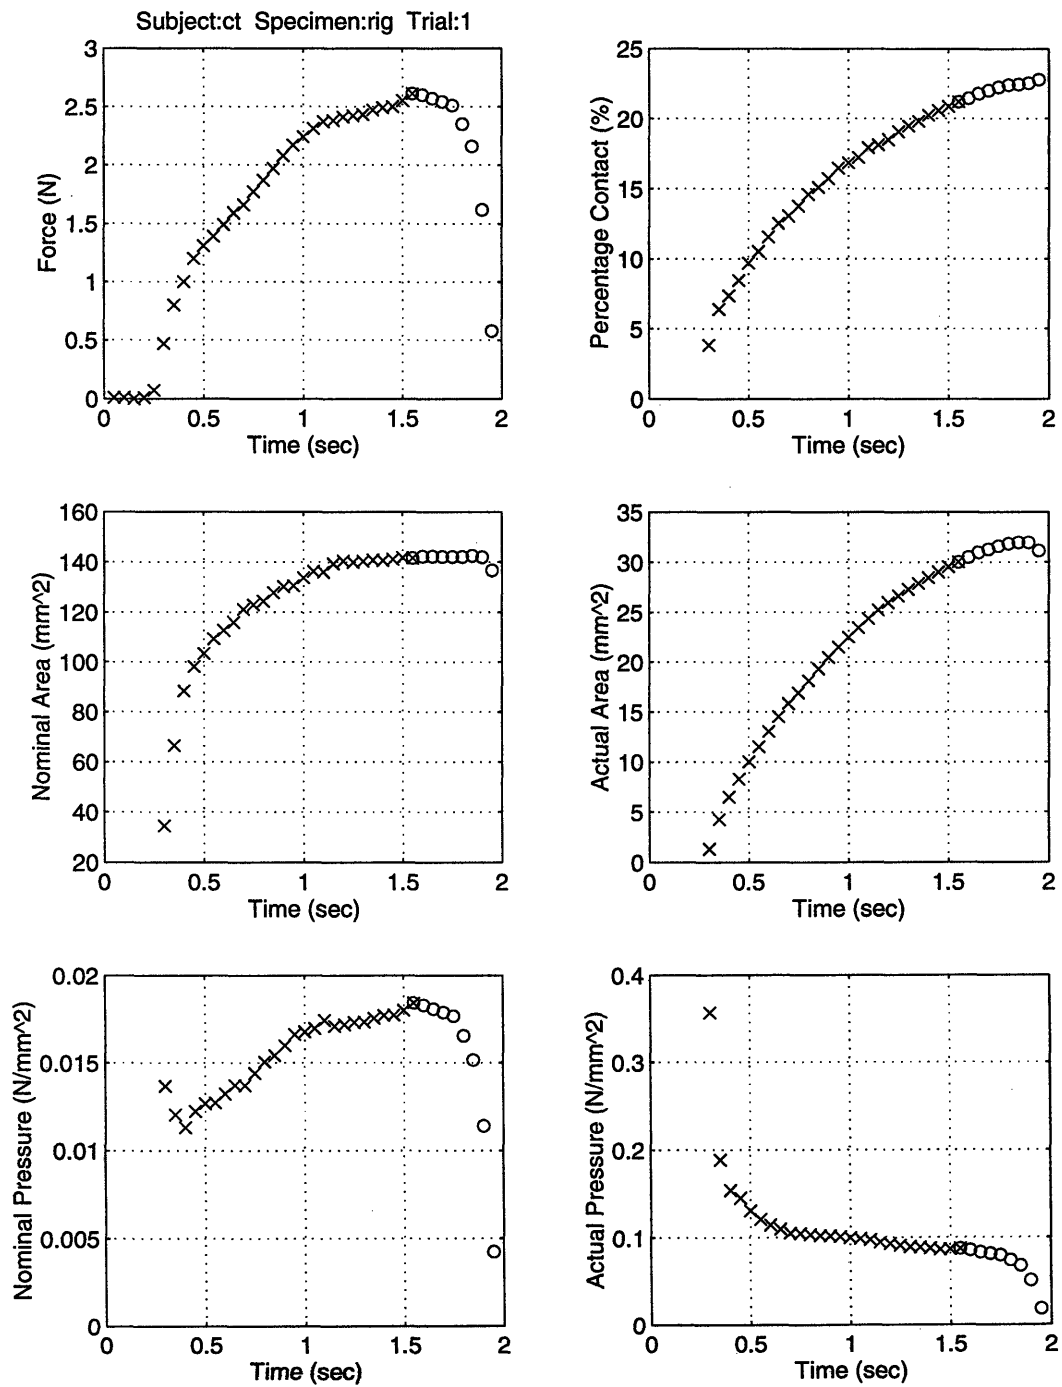 Subject:ct Specimen:rig Trial:1
3
2.5
2
1.5
1
0.5
0
Force (N)
0 0.5 1 1.5 2
Time (sec)
25
20
15
10
5
0
Percentage Contact (%)
0 0.5 1 1.5 2
Time (sec)
160
140
120
100
80
60
40
20
Nominal Area (mm^2)
0 0.5 1 1.5 2
Time (sec)
35
30
25
20
15
10
5
0
Actual Area (mm^2)
0 0.5 1 1.5 2
Time (sec)
0.02
0.015
0.01
0.005
0
Nominal Pressure (N/mm^2)
0 0.5 1 1.5 2
Time (sec)
0.4
0.3
0.2
0.1
0
Actual Pressure (N/mm^2)
0 0.5 1 1.5 2
Time (sec)